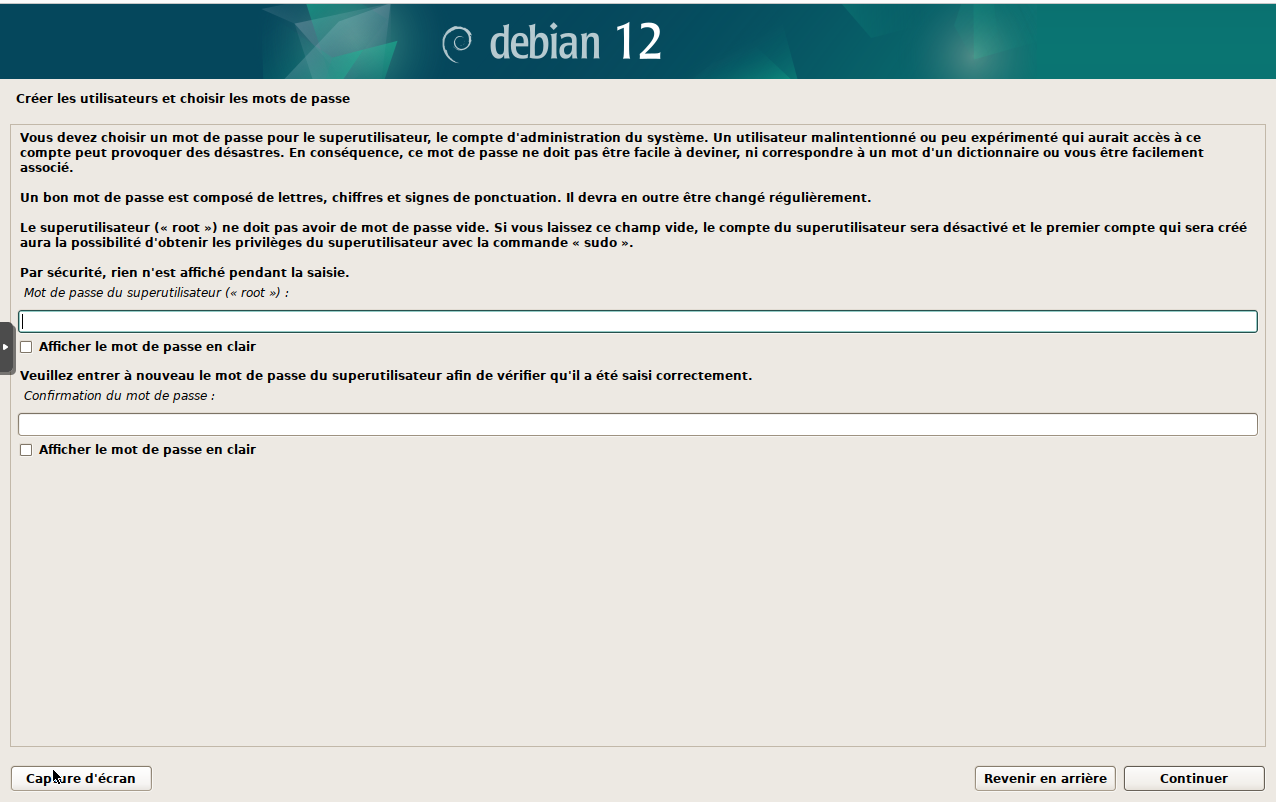 debian 12
Créer les utilisateurs et choisir les mots de passe
Vous devez choisir un mot de passe pour le superutilisateur, le compte d'administration du système. Un utilisateur malintentionné ou peu expérimenté qui aurait accès à ce
compte peut provoquer des désastres. En conséquence, ce mot de passe ne doit pas être facile à deviner, ni correspondre à un mot d'un dictionnaire ou vous être facilement
associé.
Un bon mot de passe est composé de lettres, chiffres et signes de ponctuation. Il devra en outre être changé régulièrement.
Le superutilisateur (« root ») ne doit pas avoir de mot de passe vide. Si vous laissez ce champ vide, le compte du superutilisateur sera désactivé et le premier compte qui sera créé
aura la possibilité d'obtenir les privilèges du superutilisateur avec la commande « sudo ».
Par sécurité, rien n'est affiché pendant la saisie.
Mot de passe du superutilisateur (« root ») :
Afficher le mot de passe en clair
Veuillez entrer à nouveau le mot de passe du superutilisateur afin de vérifier qu'il a été saisi correctement.
Confirmation du mot de passe :
Afficher le mot de passe en clair
Capture d'écran
Revenir en arrière
Continuer